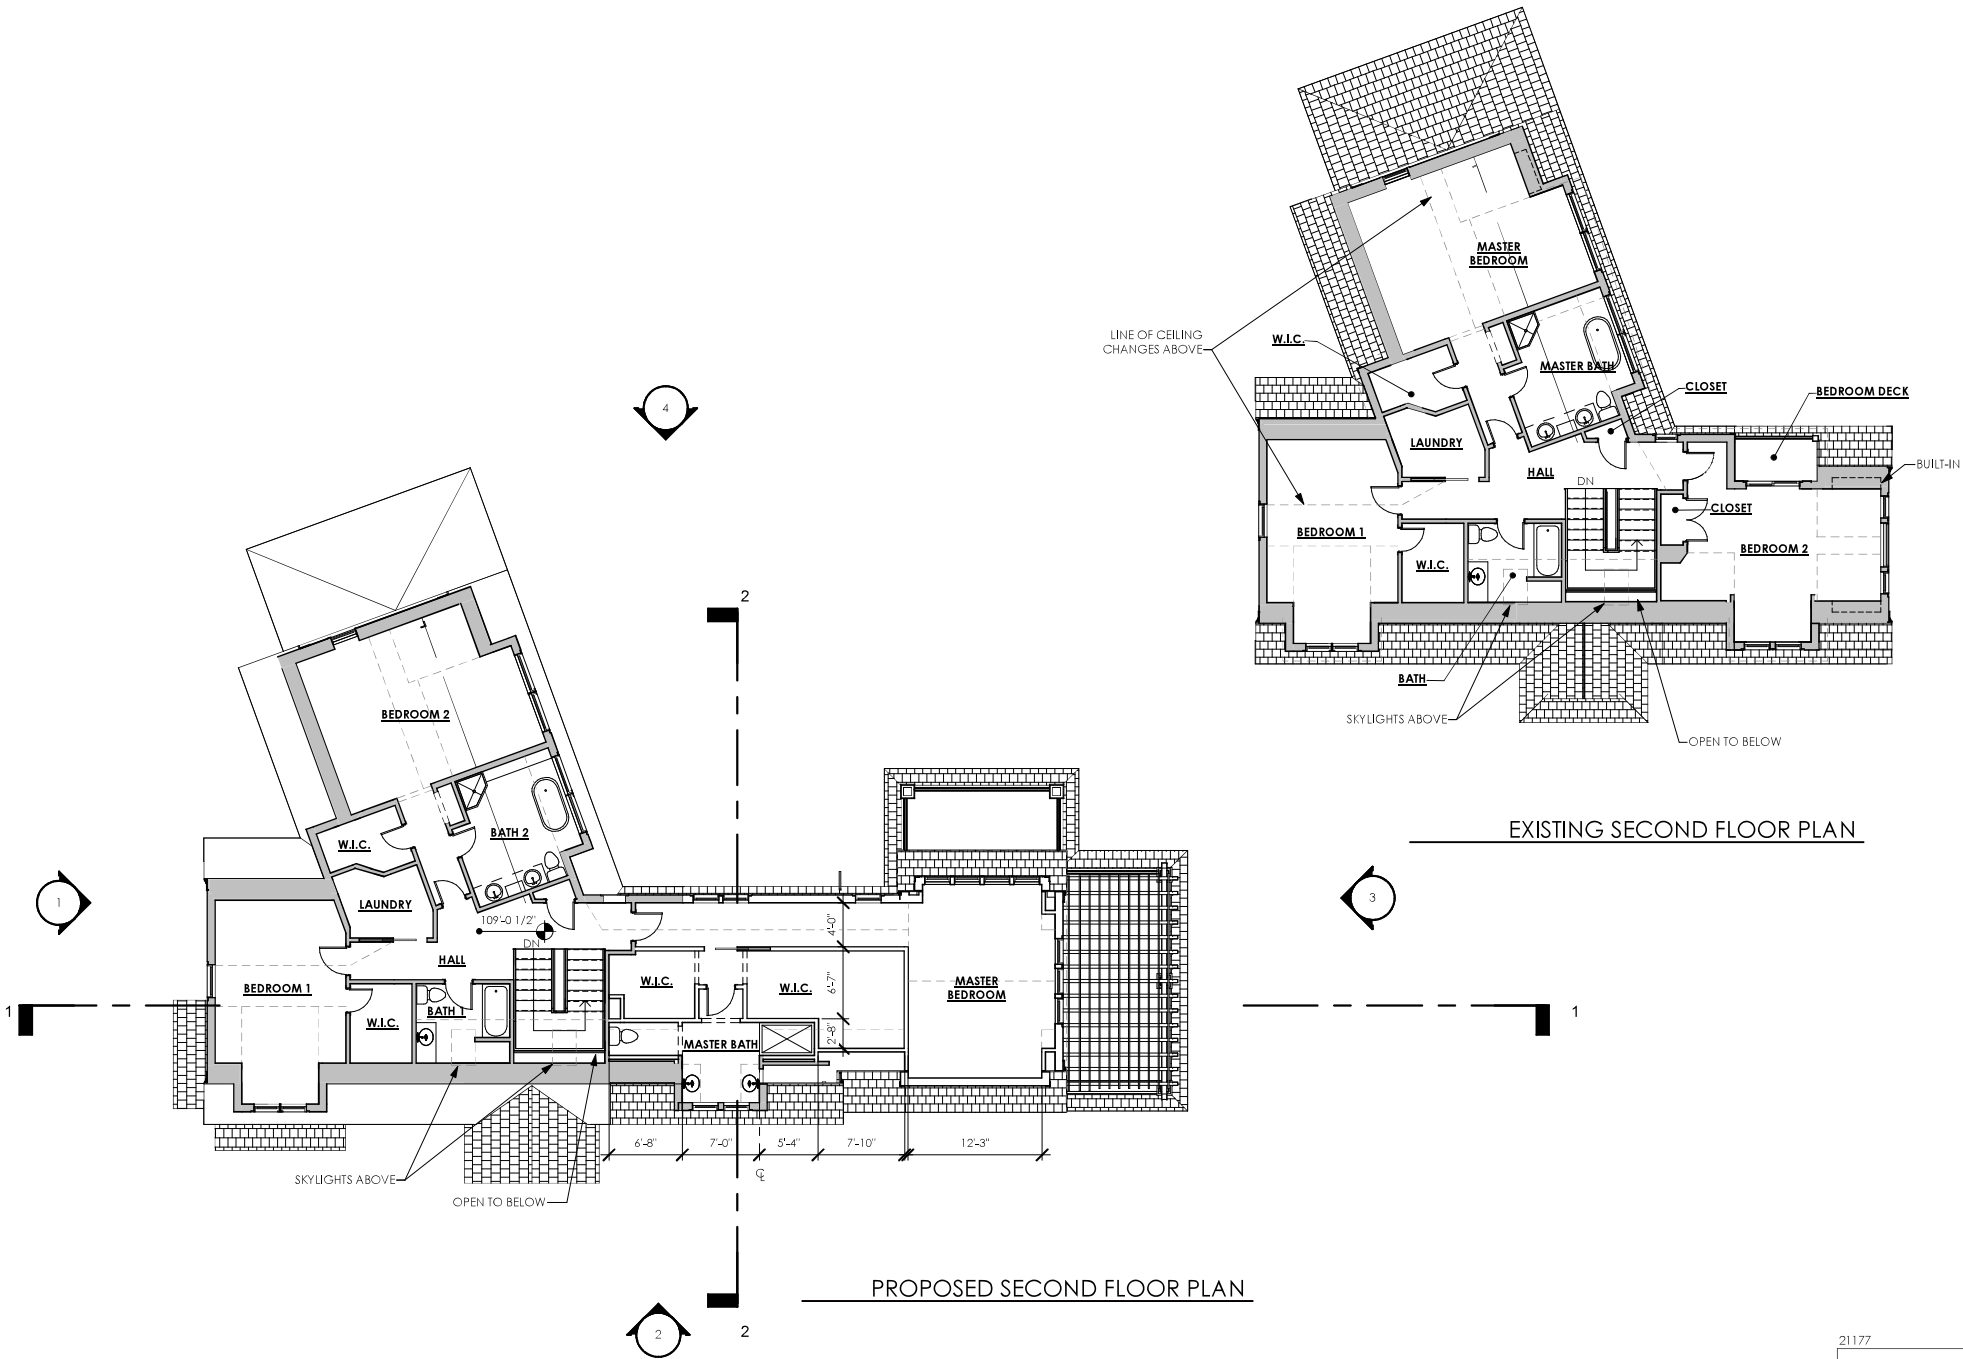 MASTER
BEDROOM
LINE OF CEILING
CHANGES ABOVE
W.I.C.
MASTER BATH
CLOSET
BEDROOM DECK
LAUNDRY
HALL
BUILT-IN
DN
CLOSET
BEDROOM 1
BEDROOM 2
W.I.C.
BATH
SKYLIGHTS ABOVE
OPEN TO BELOW
EXISTING SECOND FLOOR PLAN
4
2
BEDROOM 2
BATH 2
W.I.C.
1
3
LAUNDRY
109'-0 1/2"
4'-0"
DN
HALL
BEDROOM 1
W.I.C.
W.I.C.
6'-7"
MASTER
BEDROOM
1
BATH 1
W.I.C.
1
MASTER BATH
2'-8"
6'-8"
7'-0"
5'-4"
7'-10"
12'-3"
CL
SKYLIGHTS ABOVE
OPEN TO BELOW
PROPOSED SECOND FLOOR PLAN
2
2
21177